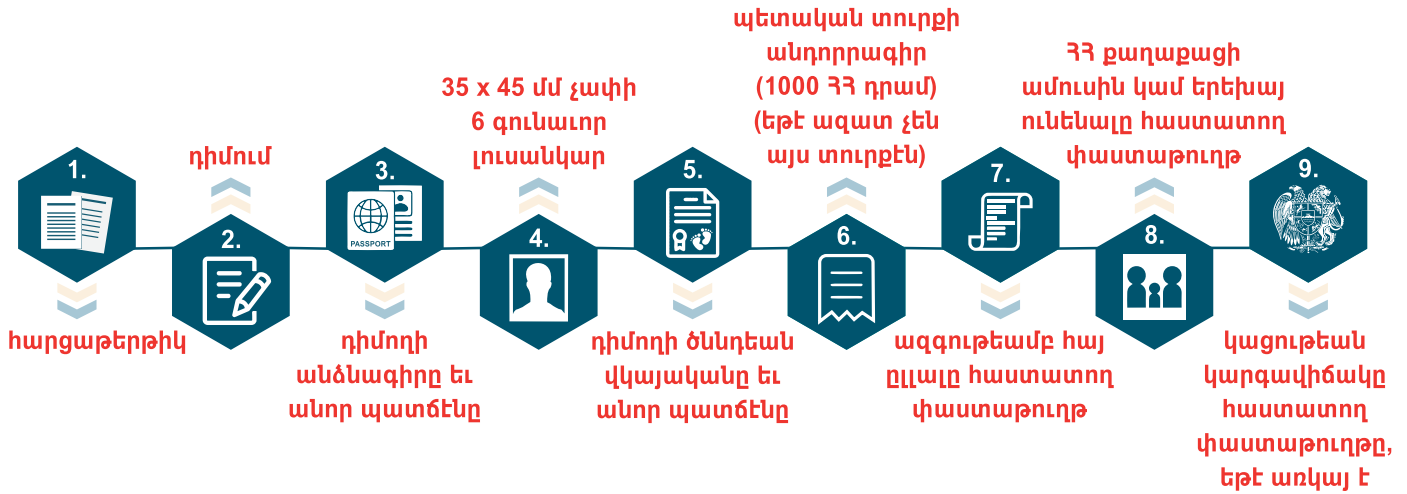 1.
հարցաթերթիկ
2.
դիմում
3.
PASSPORT
դիմողի
անձնագիրը եւ
անոր պատճէնը
4.
35 x 45 մմ չափի
6 գունաւոր
լուսանկար
5.
դիմողի ծննդեան
վկայականը եւ
անոր պատճէնը
6.
պետական տուրքի
անդորրագիր
(1000 ՀՀ դրամ)
(եթէ ազատ չեն
այս տուրքէն)
7.
ազգութեամբ հայ
ըլլալը հաստատող
փաստաթուղթ
8.
ՀՀ քաղաքացի
ամուսին կամ երեխայ
ունենալը հաստատող
փաստաթուղթ
9.
կացութեան
կարգավիճակը
հաստատող
փաստաթուղթը,
եթէ առկայ է